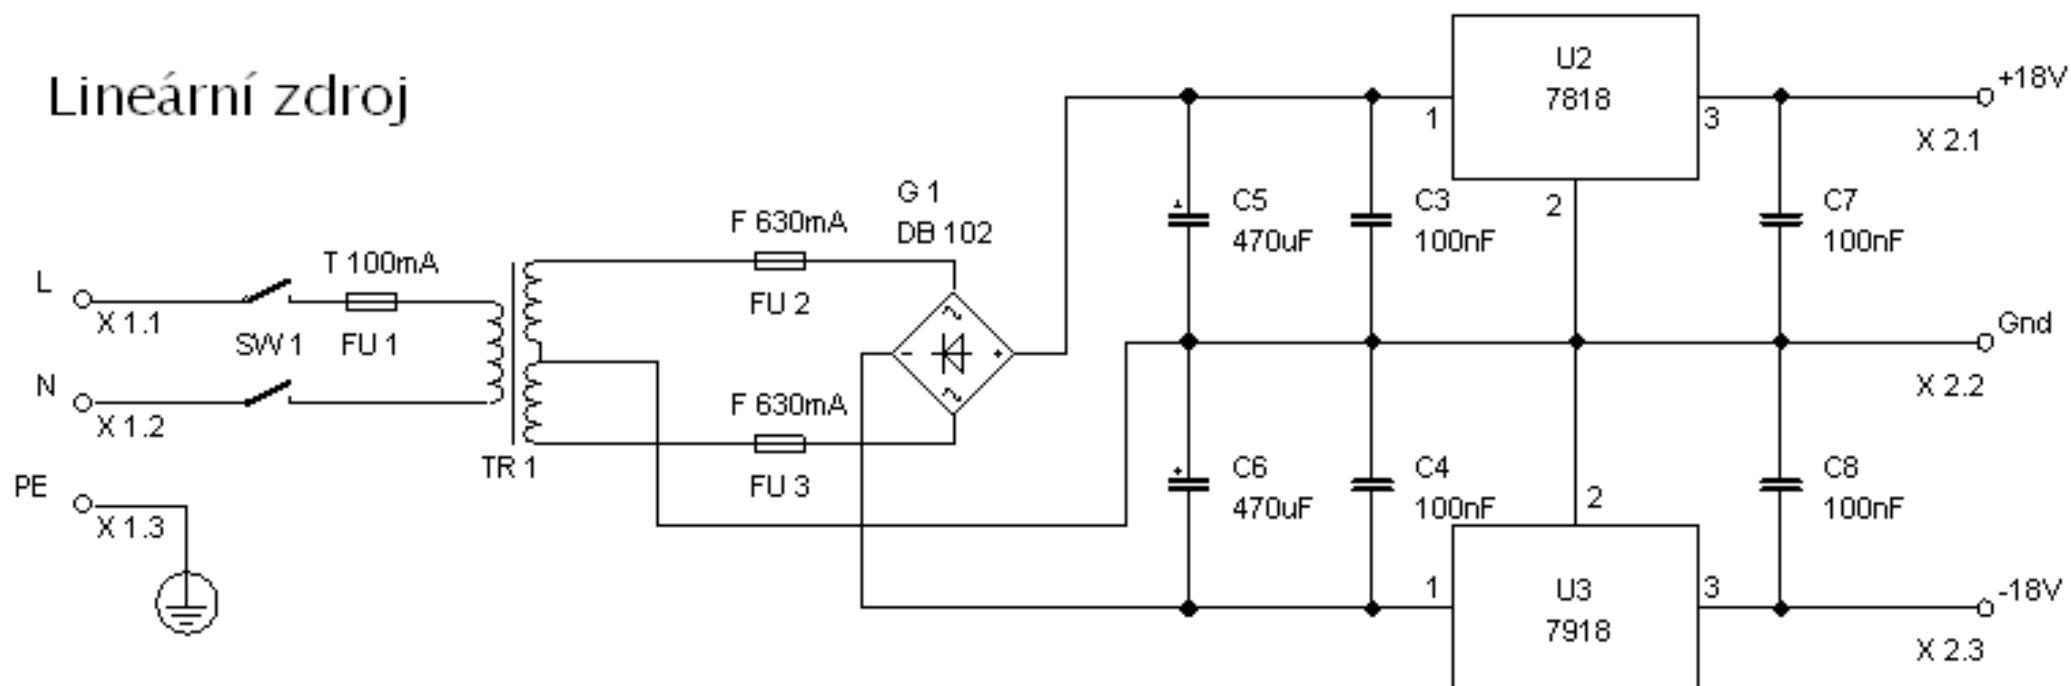 Lineární zdroj
L
X 1.1
SW 1
T 100mA
FU 1
N
X 1.2
PE
X 1.3
TR 1
F 630mA
FU 2
F 630mA
FU 3
G 1
DB 102
~
-
+
~
C5
470uF
C3
100nF
1
U2
7818
3
2
C7
100nF
+18V
X 2.1
Gnd
X 2.2
+
C6
470uF
C4
100nF
1
2
U3
7918
3
C8
100nF
-18V
X 2.3